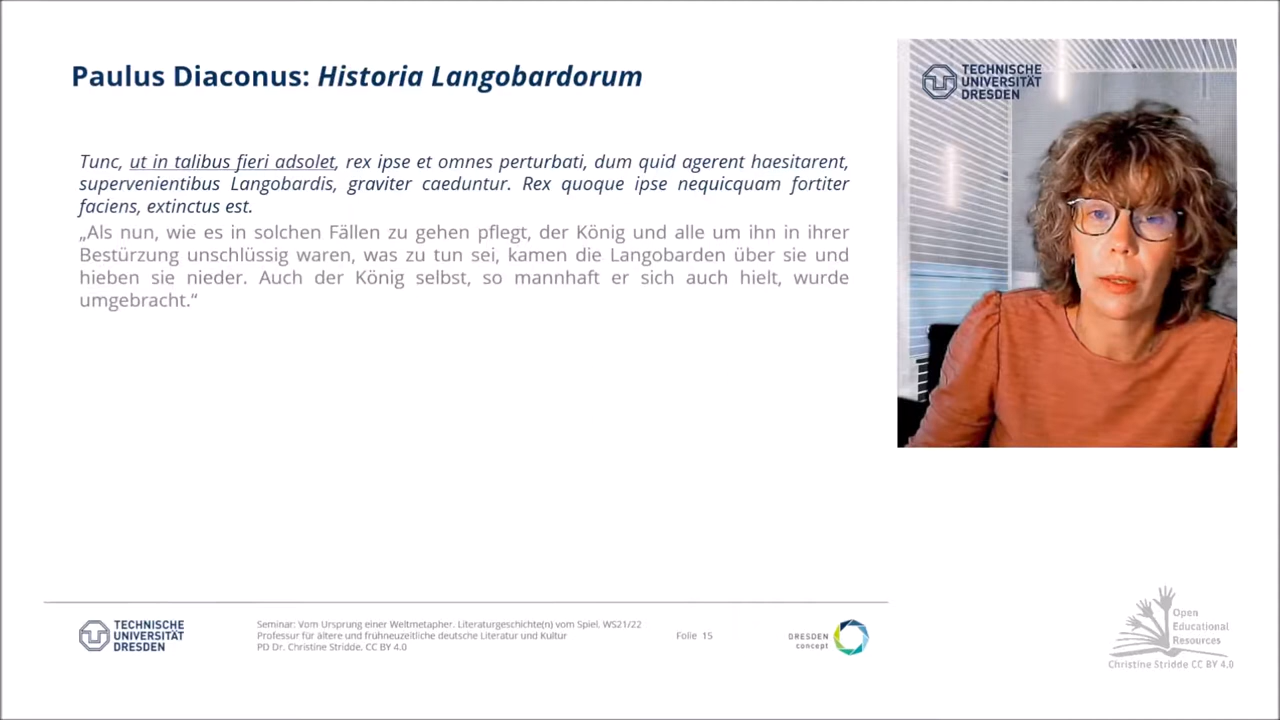 Paulus Diaconus: Historia Langobardorum
TECHNISCHE
UNIVERSITÄT
DRESDEN
Tunc, ut in talibus fieri adsolet, rex ipse et omnes perturbati, dum quid agerent haesitarent,
supervenientibus Langobardis, graviter caeduntur. Rex quoque ipse nequicquam fortiter
faciens, extinctus est.
„Als nun, wie es in solchen Fällen zu gehen pflegt, der König und alle um ihn in ihrer
Bestürzung unschlüssig waren, was zu tun sei, kamen die Langobarden über sie und
hieben sie nieder. Auch der König selbst, so mannhaft er sich auch hielt, wurde
umgebracht.“
TECHNISCHE
UNIVERSITÄT
DRESDEN
Seminar: Vom Ursprung einer Weltmetapher. Literaturgeschichte(n) vom Spiel. WS21/22
Professur für ältere und frühneuzeitliche deutsche Literatur und Kultur
PD Dr. Christine Stridde. CC BY 4.0
Folie 15
DRESDEN
concept
Open
Educational
Resources
Christine Stridde CC BY 4.0